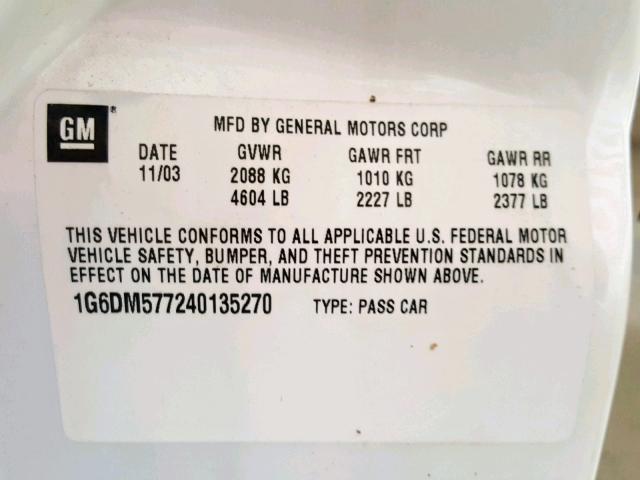 GM®
MFD BY GENERAL MOTORS CORP
DATE GVWR GAWR FRT GAWR RR
11/03 2088 KG 1010 KG 1078 KG
4604 LB 2227 LB 2377 LB
THIS VEHICLE CONFORMS TO ALL APPLICABLE U.S. FEDERAL MOTOR
VEHICLE SAFETY, BUMPER, AND THEFT PREVENTION STANDARDS IN
EFFECT ON THE DATE OF MANUFACTURE SHOWN ABOVE.
1G6DM577240135270 TYPE: PASS CAR